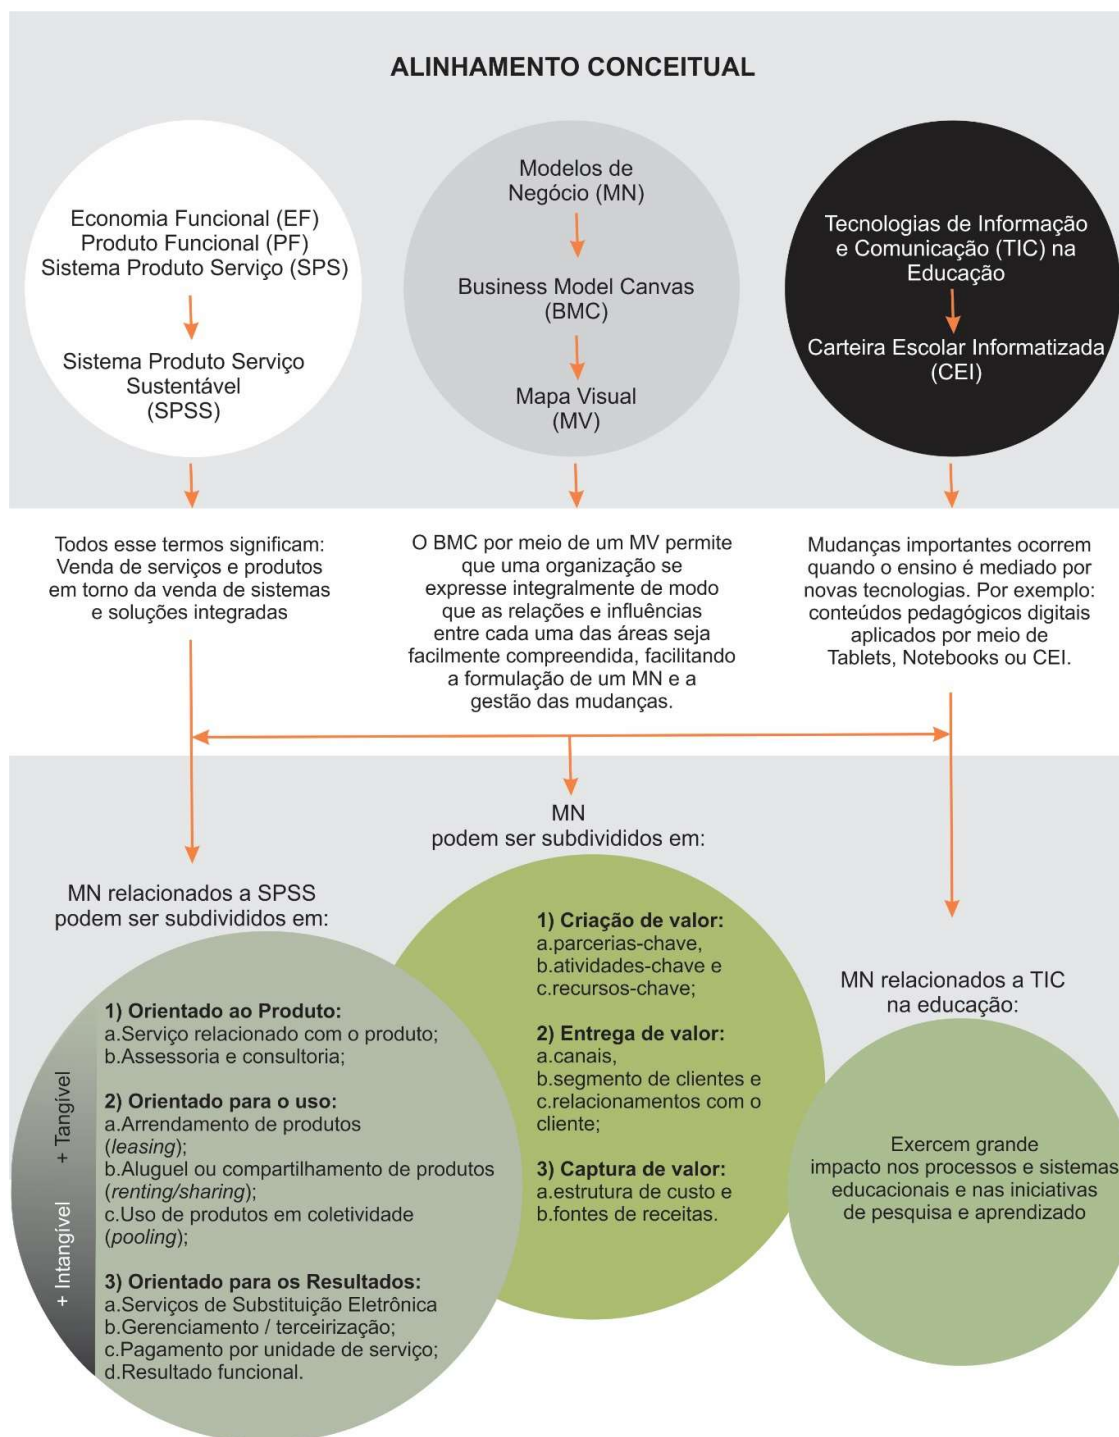 ALINHAMENTO CONCEITUAL
Economia Funcional (EF)
Produto Funcional (PF)
Sistema Produto Serviço (SPS)
Sistema Produto Serviço
Sustentável
(SPSS)
Modelos de
Negócio (MN)
Business Model Canvas
(BMC)
Mapa Visual
(MV)
Tecnologias de Informação
e Comunicação (TIC) na
Educação
Carteira Escolar Informatizada
(CEI)
Todos esse termos significam:
Venda de serviços e produtos
em torno da venda de sistemas
e soluções integradas
O BMC por meio de um MV permite
que uma organização se
expresse integralmente de modo
que as relações e influências
entre cada uma das áreas seja
facilmente compreendida, facilitando
a formulação de um MN e a
gestão das mudanças.
Mudanças importantes ocorrem
quando o ensino é mediado por
novas tecnologias. Por exemplo:
conteúdos pedagógicos digitais
aplicados por meio de
Tablets, Notebooks ou CEI.
MN relacionados a SPSS
podem ser subdivididos em:
+ Tangível
+ Intangível
1) Orientado ao Produto:
a.Serviço relacionado com o produto;
b.Assessoria e consultoria;
2) Orientado para o uso:
a.Arrendamento de produtos
(leasing);
b.Aluguel ou compartilhamento de produtos
(renting/sharing);
c.Uso de produtos em coletividade
(pooling);
3) Orientado para os Resultados:
a.Serviços de Substituição Eletrônica
b.Gerenciamento / terceirização;
c.Pagamento por unidade de serviço;
d.Resultado funcional.
MN
podem ser subdivididos em:
1) Criação de valor:
a.parcerias-chave,
b.atividades-chave e
c.recursos-chave;
2) Entrega de valor:
a.canais,
b.segmento de clientes e
c.relacionamentos com o
cliente;
3) Captura de valor:
a.estrutura de custo e
b.fontes de receitas.
MN relacionados a TIC
na educação:
Exercem grande
impacto nos processos e sistemas
educacionais e nas iniciativas
de pesquisa e aprendizado